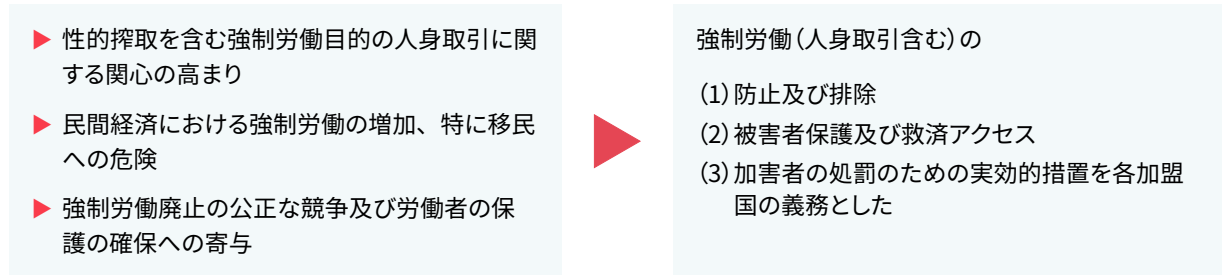 ▶ 性的搾取を含む強制労働目的の人身取引に関
する関心の高まり
▶ 民間経済における強制労働の増加、特に移民
への危険
▶ 強制労働廃止の公正な競争及び労働者の保
護の確保への寄与
強制労働(人身取引含む)の
(1)防止及び排除
(2)被害者保護及び救済アクセス
(3)加害者の処罰のための実効的措置を各加盟
国の義務とした